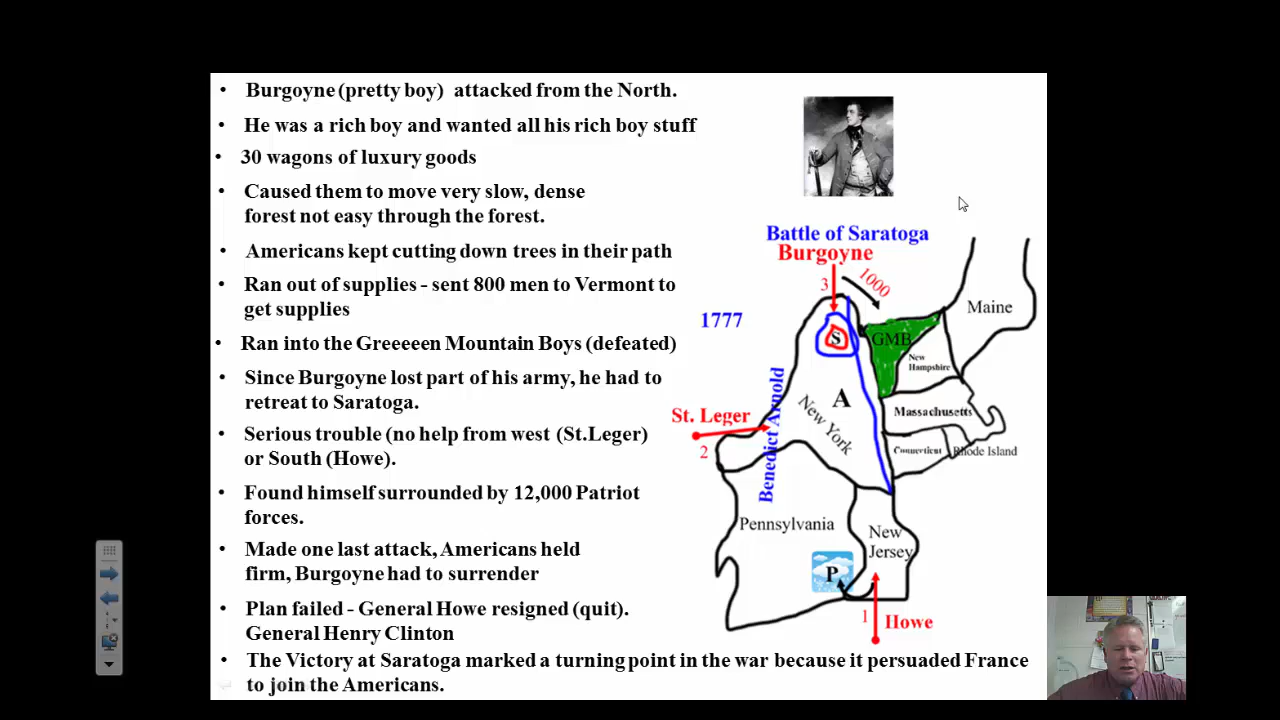 • Burgoyne (pretty boy) attacked from the North.
• He was a rich boy and wanted all his rich boy stuff
• 30 wagons of luxury goods
• Caused them to move very slow, dense
forest not easy through the forest.
• Americans kept cutting down trees in their path
• Ran out of supplies - sent 800 men to Vermont to
get supplies
• Ran into the Greeeeen Mountain Boys (defeated)
• Since Burgoyne lost part of his army, he had to
retreat to Saratoga.
• Serious trouble (no help from west (St.Leger)
or South (Howe).
• Found himself surrounded by 12,000 Patriot
forces.
• Made one last attack, Americans held
firm, Burgoyne had to surrender
• Plan failed - General Howe resigned (quit).
General Henry Clinton
• The Victory at Saratoga marked a turning point in the war because it persuaded France
to join the Americans.
Battle of Saratoga
Burgoyne
3
1000
1777
Maine
S
GMB
New
Hampshire
A
New York
Massachusetts
St. Leger
2
Benedict Arnold
Connecticut
Rhode Island
Pennsylvania
New
Jersey
P
1
Howe